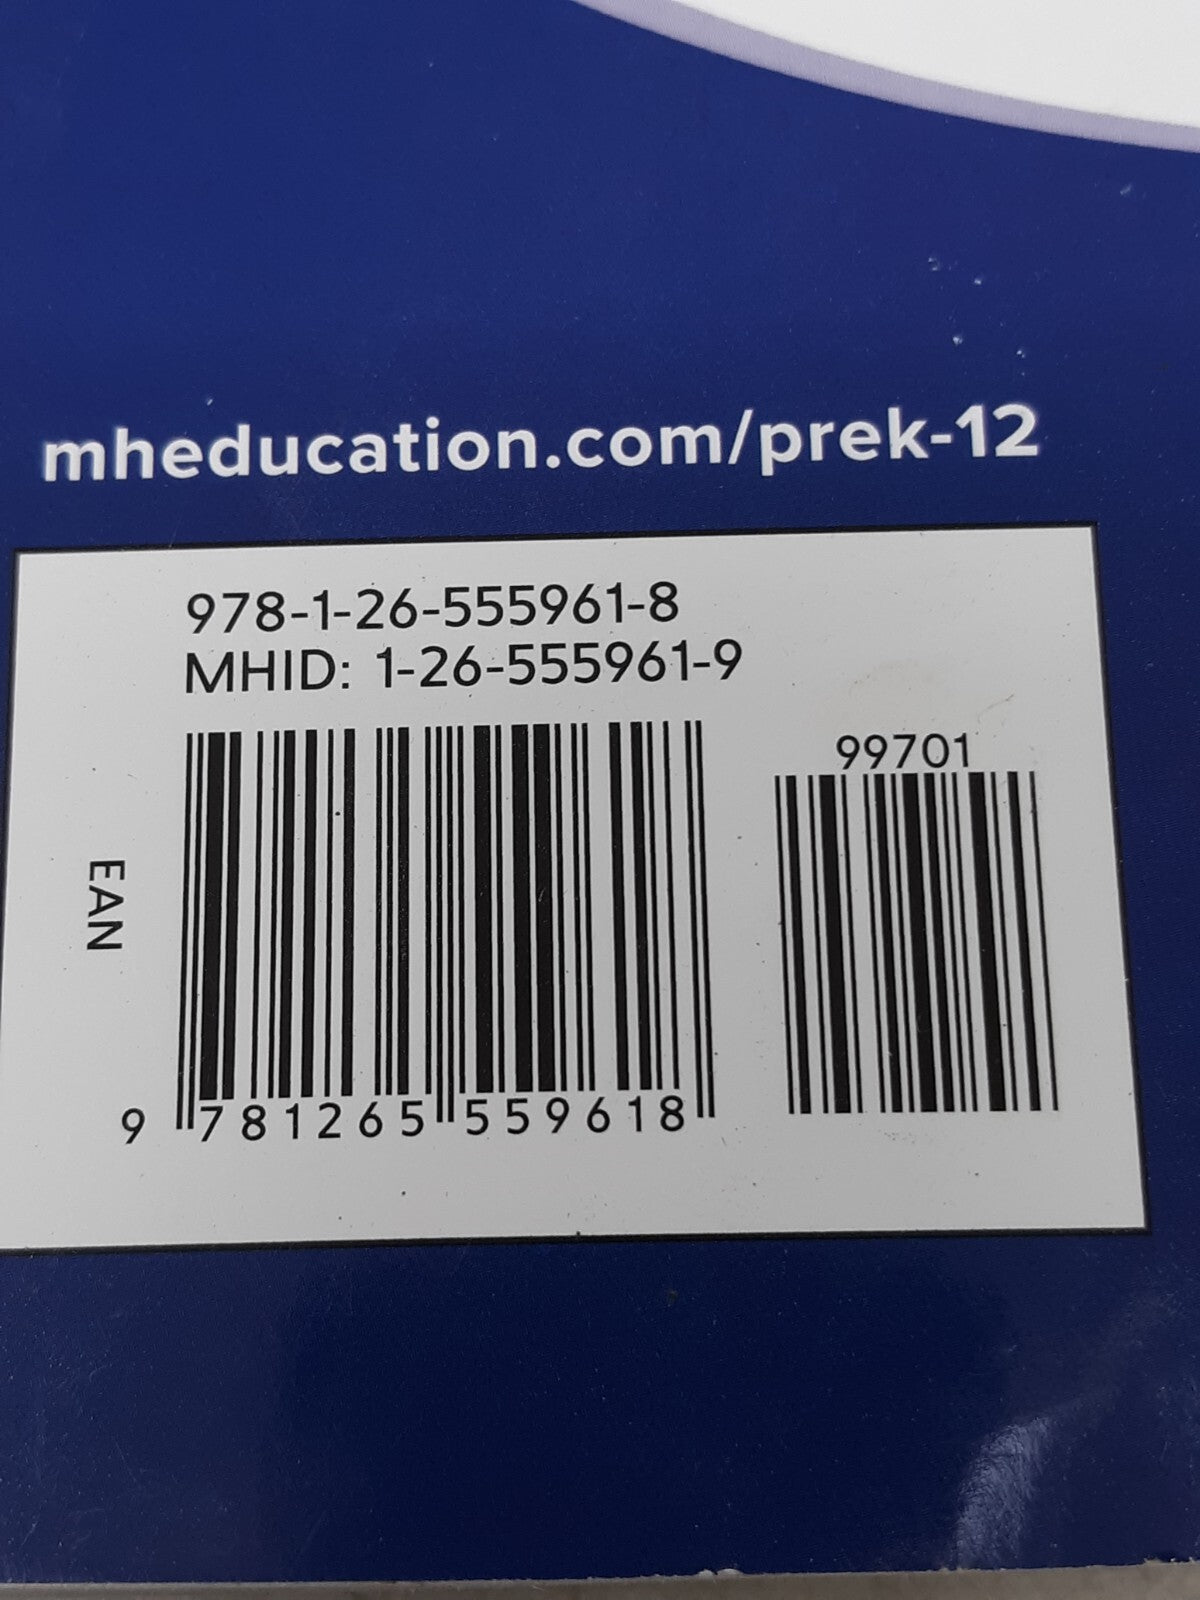 mheducation.com/prek-12
978-1-26-555961-8
MHID: 1-26-555961-9
99701
EAN
9 781265 559618